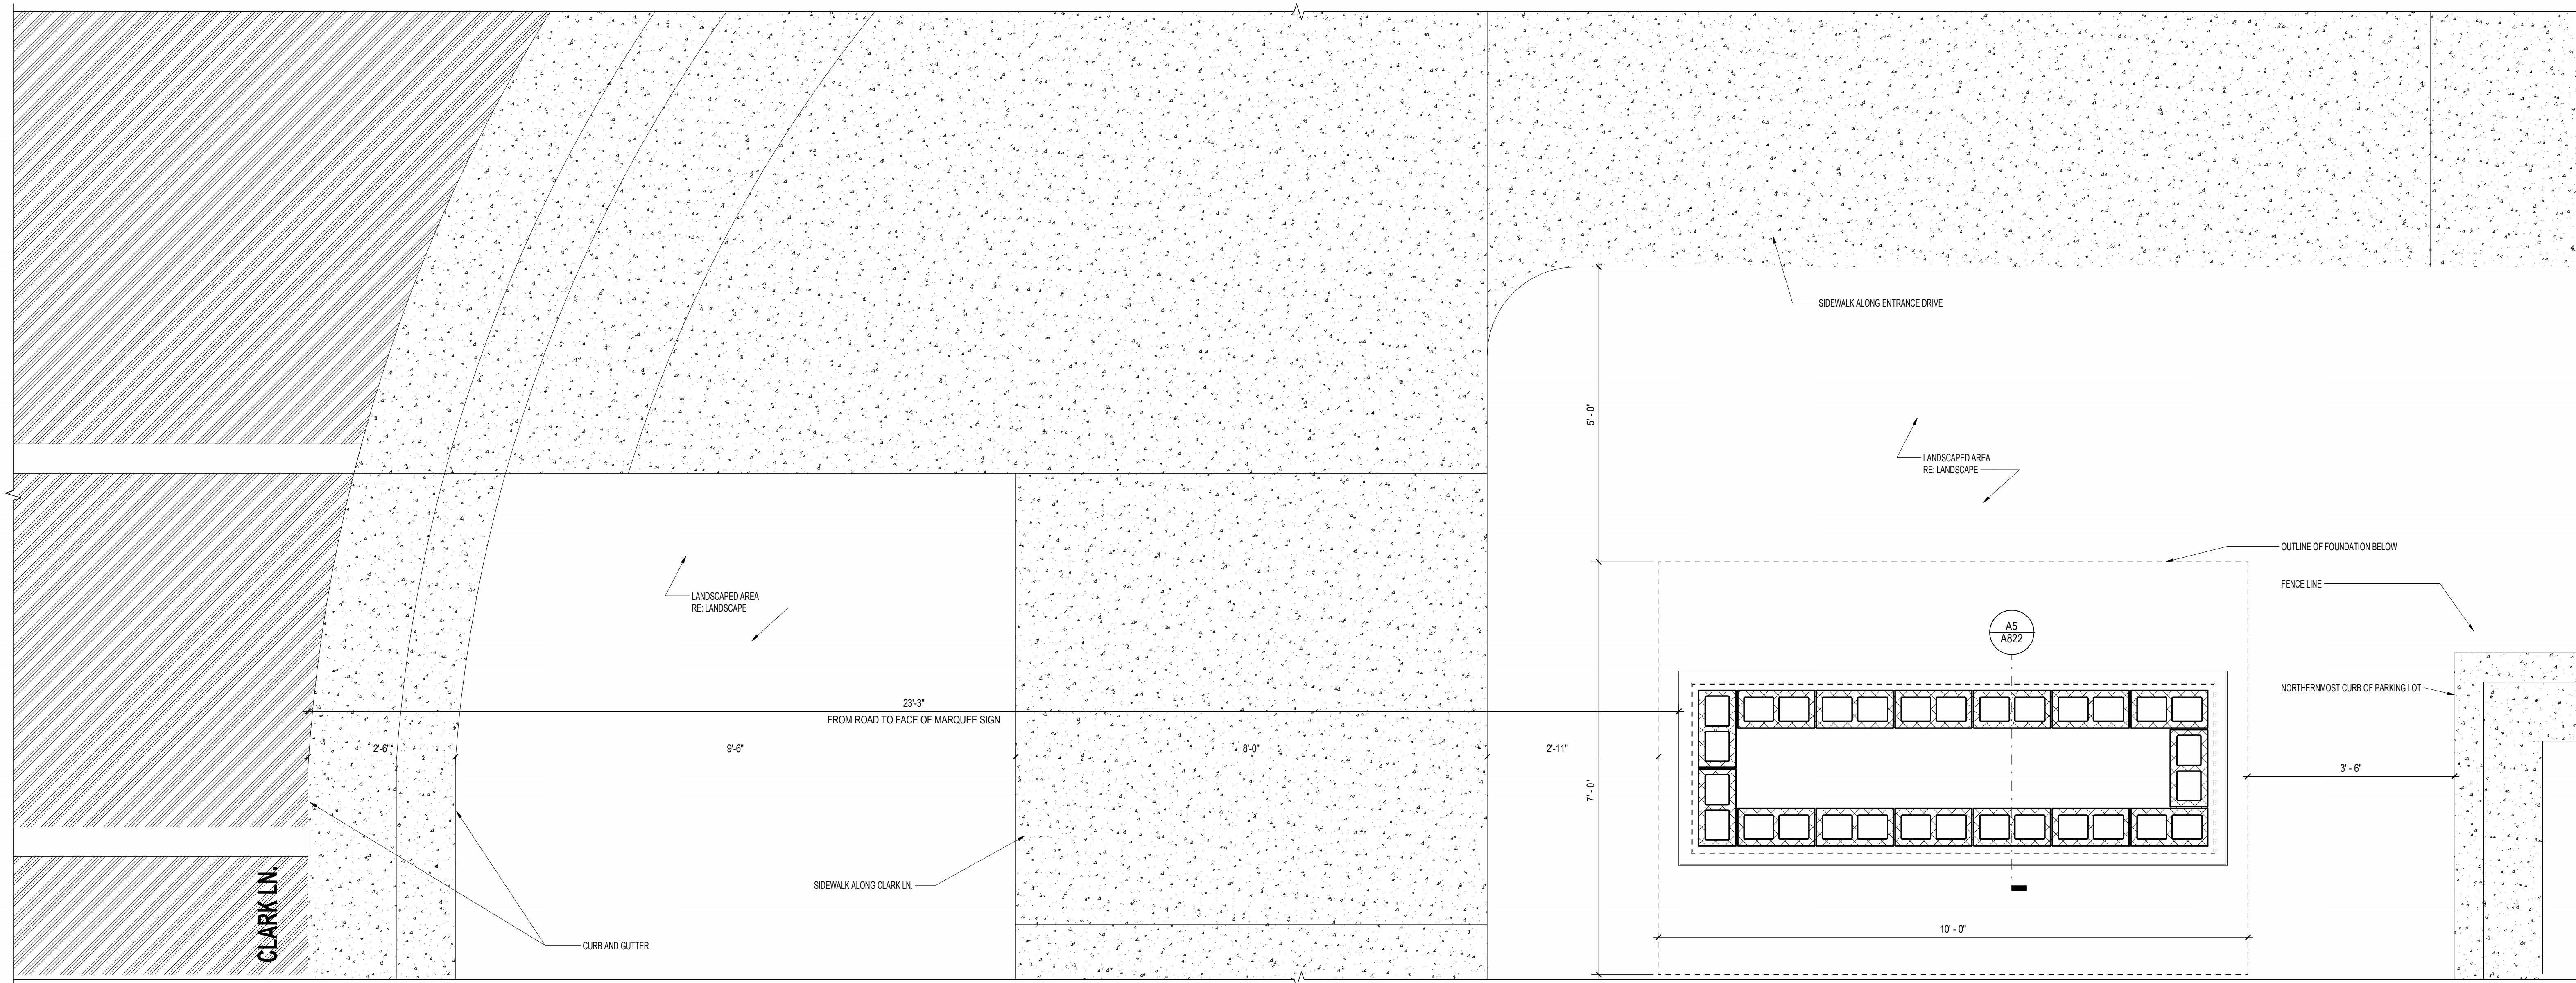 SIDEWALK ALONG ENTRANCE DRIVE
5' - 0"
LANDSCAPED AREA
RE: LANDSCAPE
OUTLINE OF FOUNDATION BELOW
FENCE LINE
LANDSCAPED AREA
RE: LANDSCAPE
A5
A822
NORTHERNMOST CURB OF PARKING LOT
23'-3"
FROM ROAD TO FACE OF MARQUEE SIGN
2'-6"
9'-6"
8'-0"
2'-11"
7' - 0"
3' - 6"
SIDEWALK ALONG CLARK LN.
CLARK LN.
CURB AND GUTTER
10' - 0"